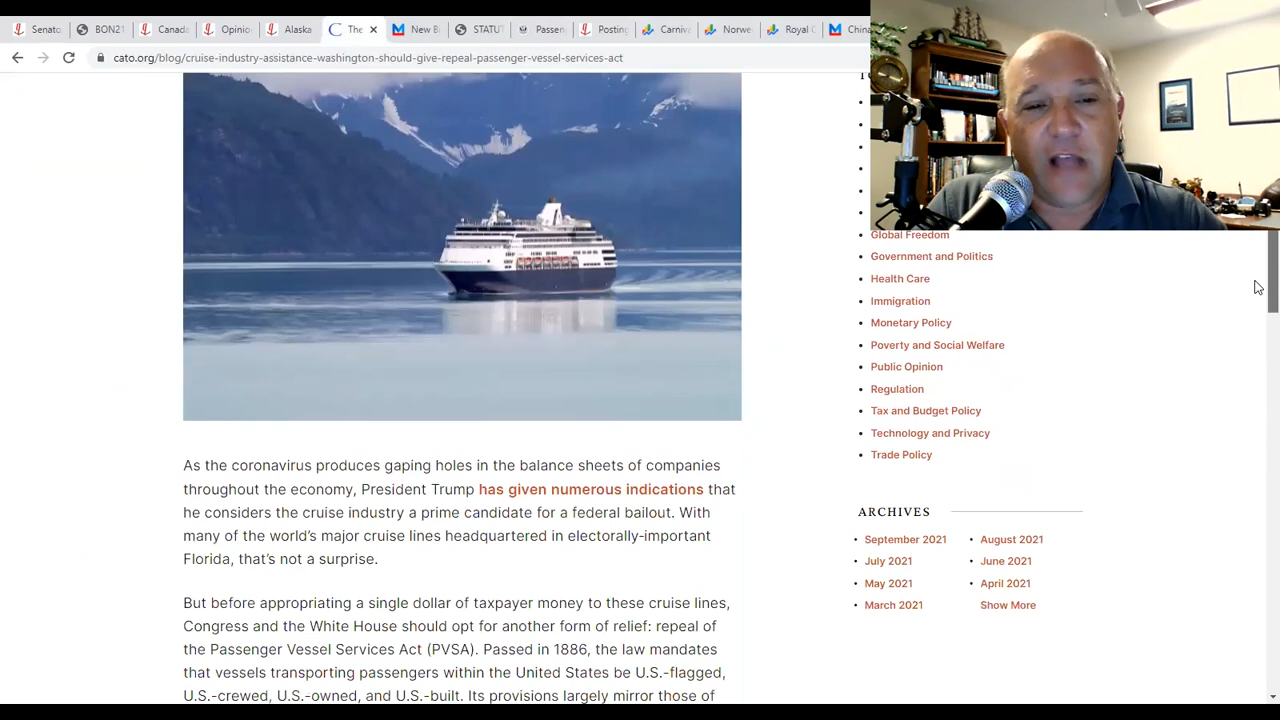 Senato
BON21
Canada
Opinio
Alaska
The
New B
STATUT
Passen
Posting
Carniva
Norwe
Royal C
China
cato.org/blog/cruise-industry-assistance-washington-should-give-repeal-passenger-vessel-services-act
Global Freedom
Government and Politics
Health Care
Immigration
Monetary Policy
Poverty and Social Welfare
Public Opinion
Regulation
Tax and Budget Policy
Technology and Privacy
Trade Policy
As the coronavirus produces gaping holes in the balance sheets of companies
throughout the economy, President Trump has given numerous indications that
he considers the cruise industry a prime candidate for a federal bailout. With
many of the world's major cruise lines headquartered in electorally-important
Florida, that's not a surprise.
But before appropriating a single dollar of taxpayer money to these cruise lines,
Congress and the White House should opt for another form of relief: repeal of
the Passenger Vessel Services Act (PVSA). Passed in 1886, the law mandates
that vessels transporting passengers within the United States be U.S.-flagged,
U.S.-crewed, U.S.-owned, and U.S.-built. Its provisions largely mirror those of
ARCHIVES
September 2021
August 2021
July 2021
June 2021
May 2021
April 2021
March 2021
Show More